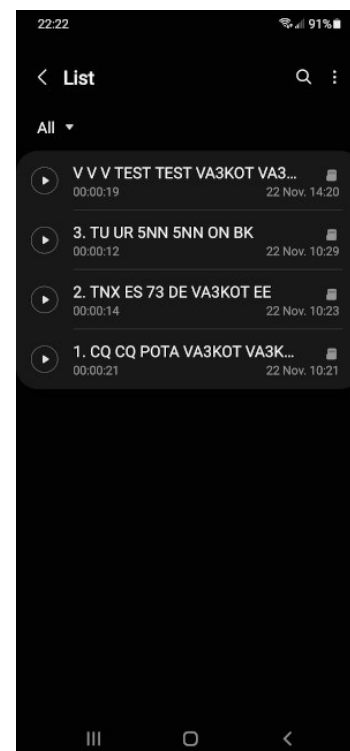 22:22 91%
List
All
V V V TEST TEST VA3KOT VA3...
00:00:19 22 Nov. 14:20
3. TU UR 5NN 5NN ON BK
00:00:12 22 Nov. 10:29
2. TNX ES 73 DE VA3KOT EE
00:00:14 22 Nov. 10:23
1. CQ CQ POTA VA3KOT VA3K...
00:00:21 22 Nov. 10:21